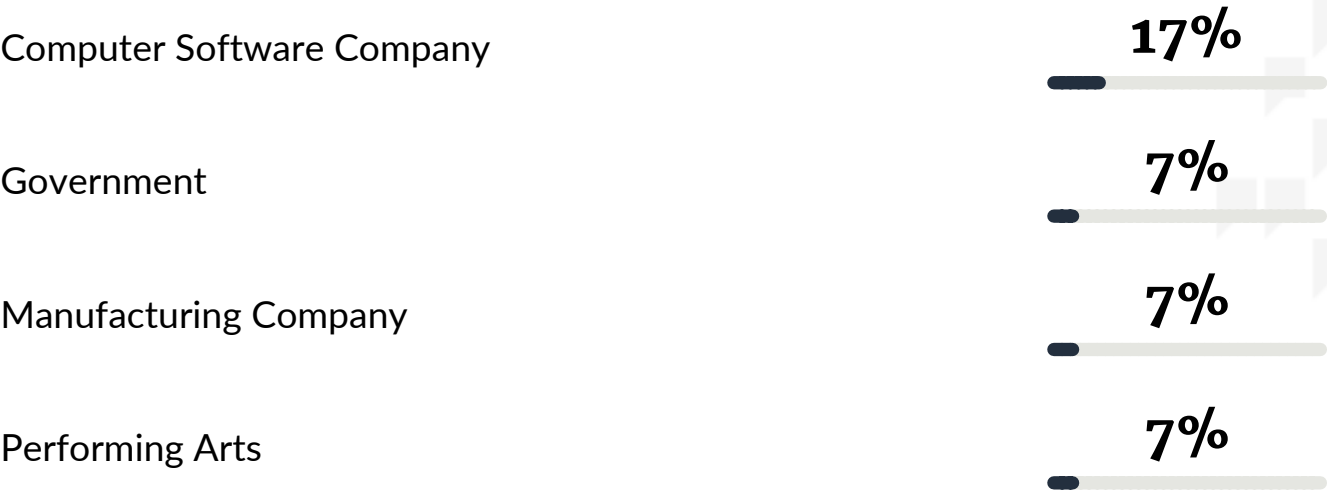 Computer Software Company 17%
Government 7%
Manufacturing Company 7%
Performing Arts 7%